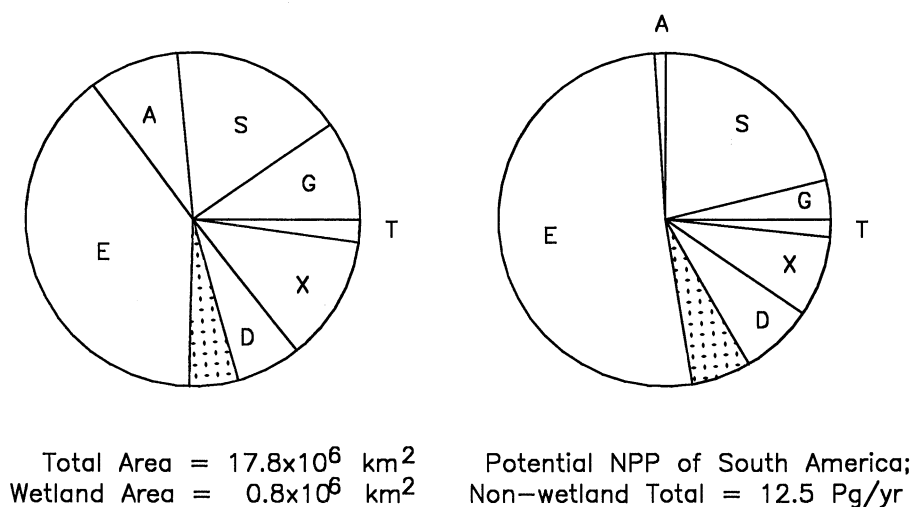 A
A
S
S
G
G
T
T
E
E
X
X
D
D
Total Area = 17.8x10⁶ km²
Wetland Area = 0.8x10⁶ km²
Potential NPP of South America;
Non-wetland Total = 12.5 Pg/yr